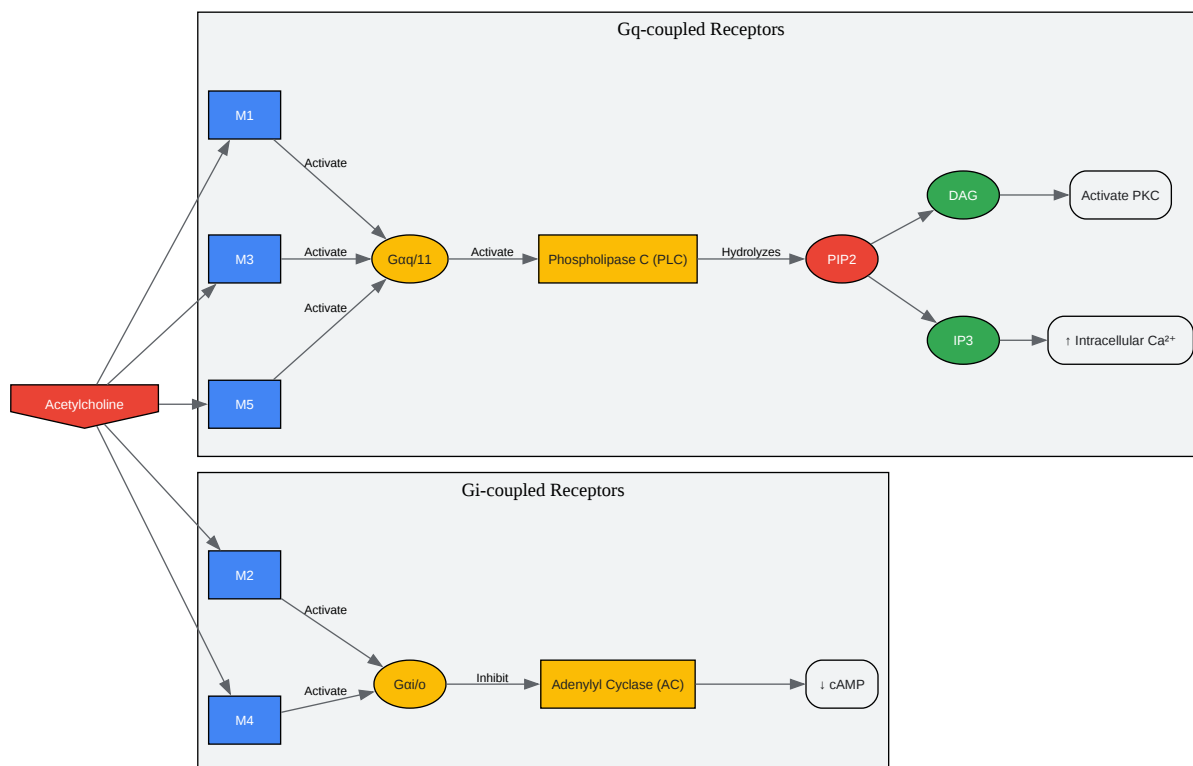 Gq-coupled Receptors
M1
Activate
DAG
Activate PKC
M3
Activate
Gαq/11
Activate
Phospholipase C (PLC)
Hydrolyzes
PIP2
Activate
IP3
↑ Intracellular Ca²⁺
Acetylcholine
M5
Gi-coupled Receptors
M2
Activate
Gαi/o
Inhibit
Adenylyl Cyclase (AC)
↓ cAMP
Activate
M4